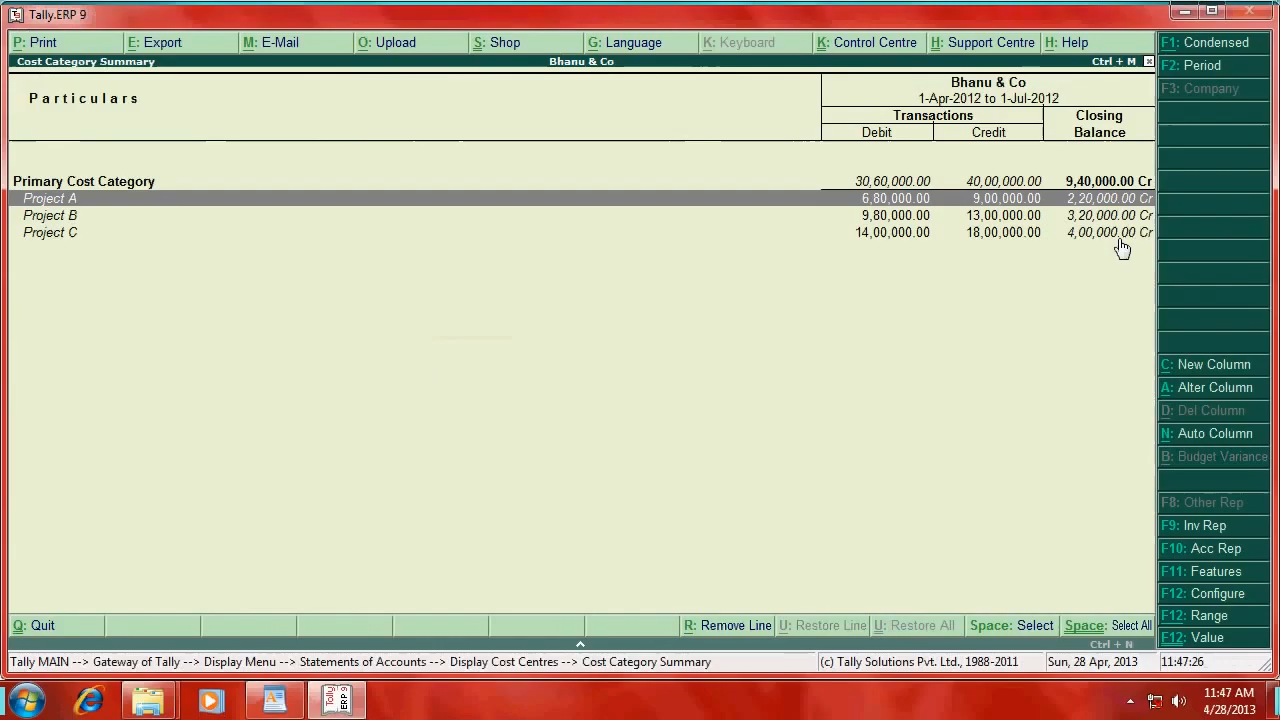 Tally.ERP 9
P: Print E: Export M: E-Mail O: Upload S: Shop G: Language K: Keyboard K: Control Centre H: Support Centre H: Help
Cost Category Summary Bhanu & Co Ctrl + M
Particulars
Bhanu & Co
1-Apr-2012 to 1-Jul-2012
Transactions Closing
Debit Credit Balance
Primary Cost Category 30,60,000.00 40,00,000.00 9,40,000.00 Cr
Project A 6,80,000.00 9,00,000.00 2,20,000.00 Cr
Project B 9,80,000.00 13,00,000.00 3,20,000.00 Cr
Project C 14,00,000.00 18,00,000.00 4,00,000.00 Cr
F1: Condensed
F2: Period
F3: Company
C: New Column
A: Alter Column
D: Del Column
N: Auto Column
B: Budget Variance
F8: Other Rep
F9: Inv Rep
F10: Acc Rep
F11: Features
F12: Configure
F12: Range
F12: Value
Q: Quit R: Remove Line U: Restore Line U: Restore All Space: Select Space: Select All
Ctrl + N
Tally MAIN --> Gateway of Tally --> Display Menu --> Statements of Accounts --> Display Cost Centres --> Cost Category Summary (c) Tally Solutions Pvt. Ltd., 1988-2011 Sun, 28 Apr, 2013 11:47:26
Tally ERP 9
11:47 AM
4/28/2013